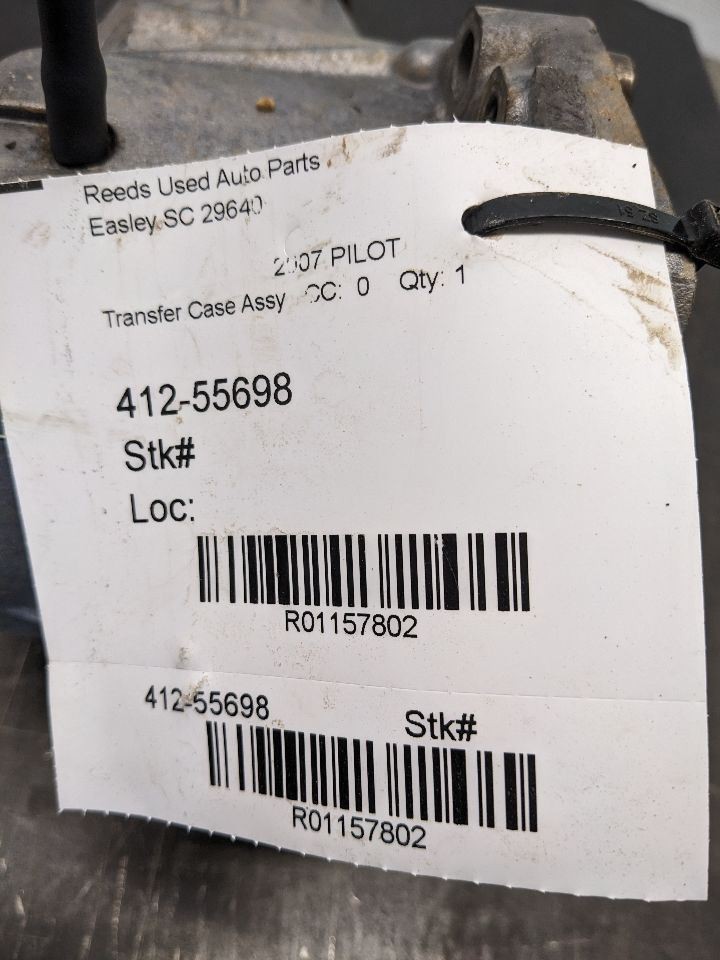 Reeds Used Auto Parts
Easley SC 29640
2007 PILOT
Transfer Case Assy CC: 0 Qty: 1
412-55698
Stk#
Loc:
R01157802
412-55698 Stk#
R01157802